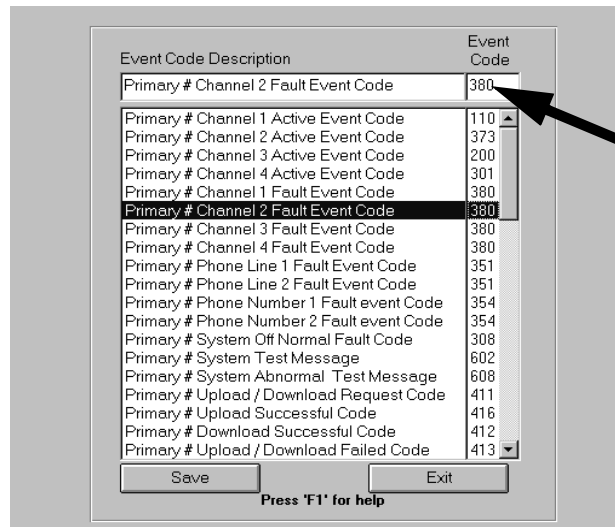 Event Code Description Event Code
Primary # Channel 2 Fault Event Code 380
Primary # Channel 1 Active Event Code 110
Primary # Channel 2 Active Event Code 373
Primary # Channel 3 Active Event Code 200
Primary # Channel 4 Active Event Code 301
Primary # Channel 1 Fault Event Code 380
Primary # Channel 2 Fault Event Code 380
Primary # Channel 3 Fault Event Code 380
Primary # Channel 4 Fault Event Code 380
Primary # Phone Line 1 Fault Event Code 351
Primary # Phone Line 2 Fault Event Code 351
Primary # Phone Number 1 Fault event Code 354
Primary # Phone Number 2 Fault event Code 354
Primary # System Off Normal Fault Code 308
Primary # System Test Message 602
Primary # System Abnormal Test Message 608
Primary # Upload / Download Request Code 411
Primary # Upload Successful Code 416
Primary # Download Successful Code 412
Primary # Upload / Download Failed Code 413
Save Exit
Press 'F1' for help